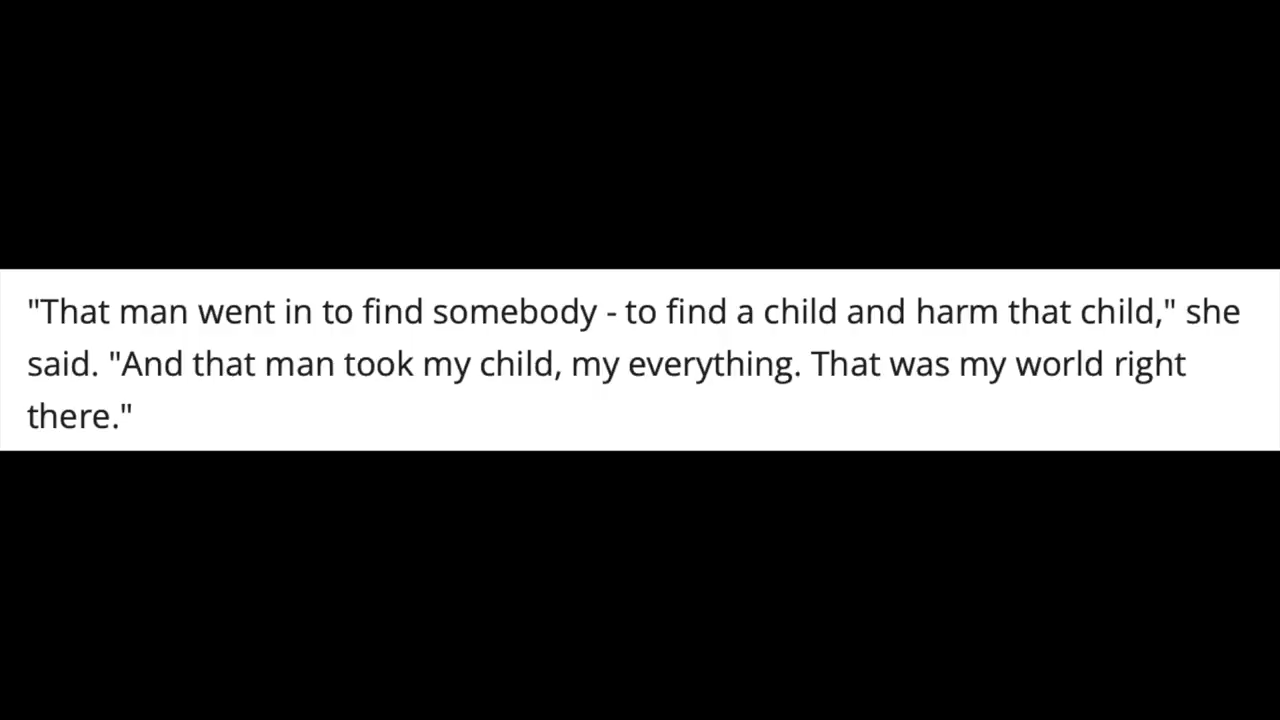 "That man went in to find somebody - to find a child and harm that child," she
said. "And that man took my child, my everything. That was my world right
there."